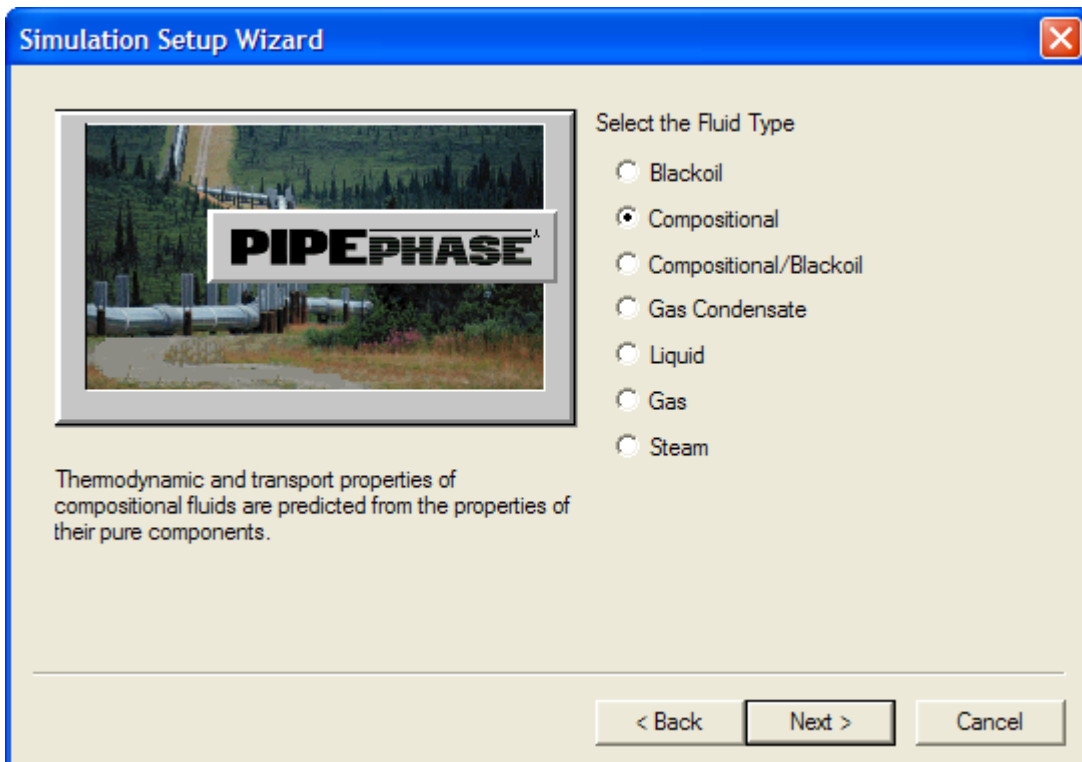 Simulation Setup Wizard
PIPEPHASE
Select the Fluid Type
Blackoil
Compositional
Compositional/Blackoil
Gas Condensate
Liquid
Gas
Steam
Thermodynamic and transport properties of
compositional fluids are predicted from the properties of
their pure components.
< Back
Next >
Cancel